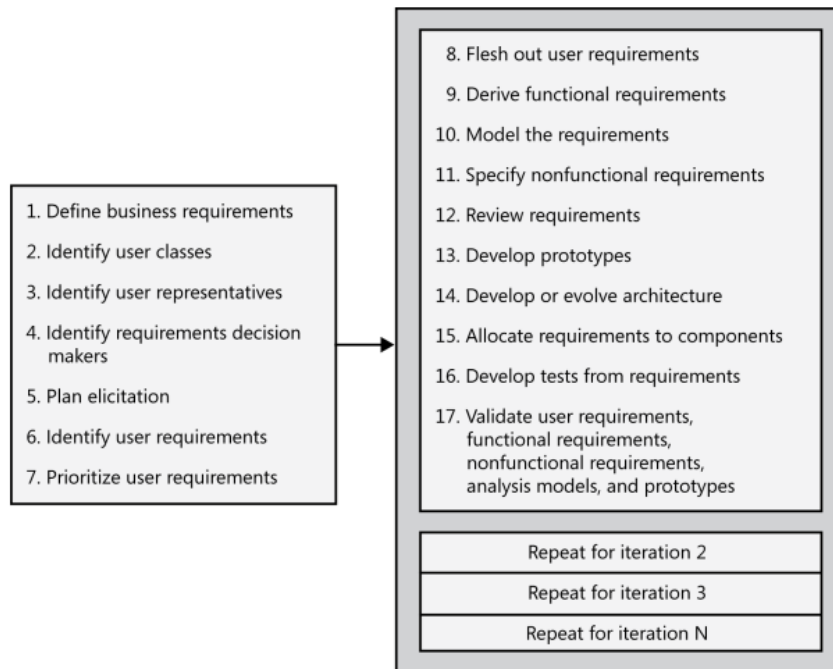 1. Define business requirements
2. Identify user classes
3. Identify user representatives
4. Identify requirements decision
makers
5. Plan elicitation
6. Identify user requirements
7. Prioritize user requirements
8. Flesh out user requirements
9. Derive functional requirements
10. Model the requirements
11. Specify nonfunctional requirements
12. Review requirements
13. Develop prototypes
14. Develop or evolve architecture
15. Allocate requirements to components
16. Develop tests from requirements
17. Validate user requirements,
functional requirements,
nonfunctional requirements,
analysis models, and prototypes
Repeat for iteration 2
Repeat for iteration 3
Repeat for iteration N